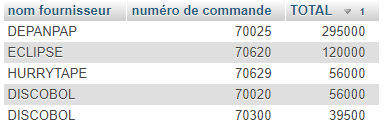 nom fournisseur numéro de commande TOTAL 1
DEPANPAP 70025 295000
ECLIPSE 70620 120000
HURRYTAPE 70629 56000
DISCOBOL 70020 56000
DISCOBOL 70300 39500